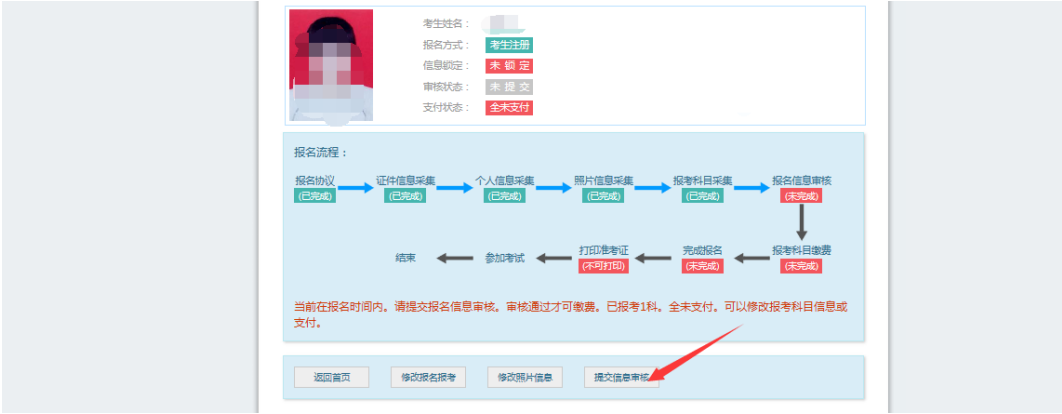 考生姓名：
报名方式： 考生注册
信息锁定： 未 锁 定
审核状态： 未 提 交
支付状态： 全未支付
报名流程：
报名协议 证件信息采集 个人信息采集 照片信息采集 报考科目采集 报名信息审核
(已完成) (已完成) (已完成) (已完成) (已完成) (未完成)
结束 参加考试 打印准考证 完成报名 报考科目缴费
(不可打印) (未完成) (未完成)
当前在报名时间内。请提交报名信息审核。审核通过才可缴费。已报考1科。全未支付。可以修改报考科目信息或
支付。
返回首页 修改报名报考 修改照片信息 提交信息审核